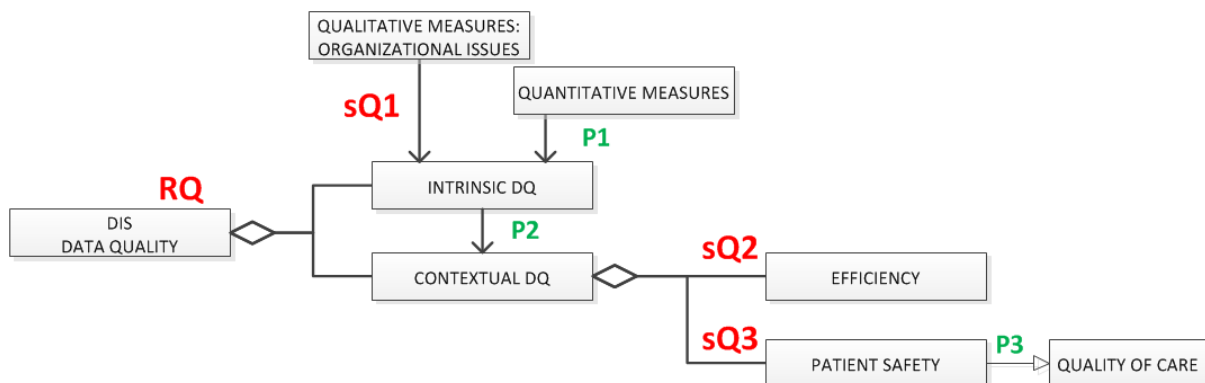 QUALITATIVE MEASURES:
ORGANIZATIONAL ISSUES
QUANTITATIVE MEASURES
sQ1
P1
RQ
INTRINSIC DQ
DIS
DATA QUALITY
P2
CONTEXTUAL DQ
sQ2
EFFICIENCY
sQ3
PATIENT SAFETY
P3
QUALITY OF CARE